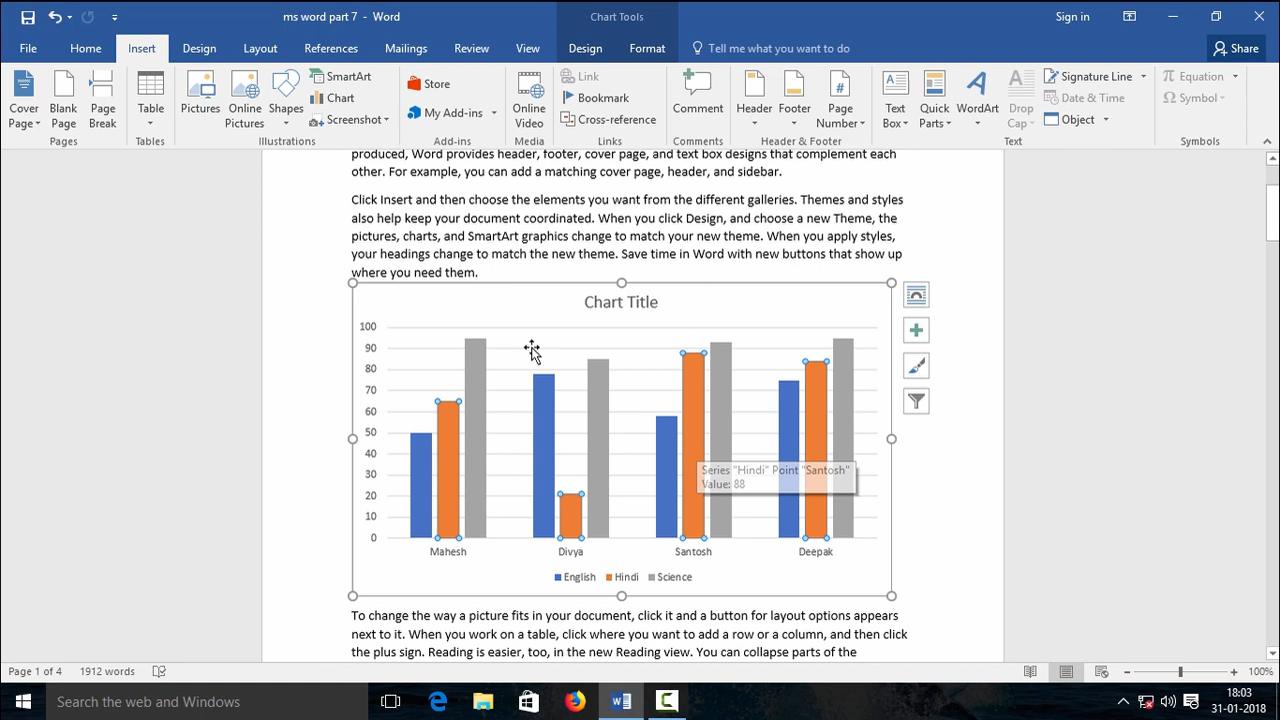 ms word part 7 - Word
Chart Tools
Sign in
File Home Insert Design Layout References Mailings Review View Design Format Tell me what you want to do Share
Cover Page
Blank Page
Page Break
Pages
Table
Tables
Pictures
Online Pictures
Shapes
SmartArt
Chart
Screenshot
Illustrations
Store
My Add-ins
Add-ins
Online Video
Media
Link
Bookmark
Cross-reference
Links
Comment
Comments
Header
Footer
Page Number
Header & Footer
Text Box
Quick Parts
WordArt
Drop Cap
Signature Line
Date & Time
Object
Text
Equation
Symbol
Symbols
produced, Word provides header, footer, cover page, and text box designs that complement each
other. For example, you can add a matching cover page, header, and sidebar.
Click Insert and then choose the elements you want from the different galleries. Themes and styles
also help keep your document coordinated. When you click Design, and choose a new Theme, the
pictures, charts, and SmartArt graphics change to match your new theme. When you apply styles,
your headings change to match the new theme. Save time in Word with new buttons that show up
where you need them.
Chart Title
100
90
80
70
60
50
40
30
20
10
0
Series "Hindi" Point "Santosh"
Value: 88
Mahesh Divya Santosh Deepak
English Hindi Science
To change the way a picture fits in your document, click it and a button for layout options appears
next to it. When you work on a table, click where you want to add a row or a column, and then click
the plus sign. Reading is easier, too, in the new Reading view. You can collapse parts of the
Page 1 of 4 1912 words 100%
Search the web and Windows
18:03
31-01-2018